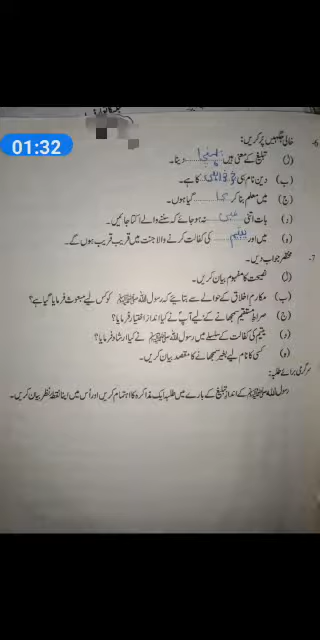 01:32
6- خالی جگہیں پُر کریں:
(ا) تبلیغ کے معنی ہیں ........ دینا۔
(ب) دین نام ہی ........ کا ہے۔
(ج) میں معلم بنا کر ........ گیا ہوں۔
(د) بات اتنی ........ نہ ہو جائے کہ سننے والے اکتا جائیں۔
(و) میں اور یتیم ........ کی کفالت کرنے والا جنت میں قریب قریب ہوں گے۔
7- مختصر جواب دیں۔
(ا) نصیحت کا مفہوم بیان کریں۔
(ب) مکارم اخلاق کے حوالے سے بتایئے کہ رسول اللہ ﷺ کو کس لیے مبعوث فرمایا گیا ہے؟
(ج) صراط مستقیم سمجھانے کے لیے آپ نے کیا انداز اختیار فرمایا؟
(د) یتیم کی کفالت کے سلسلے میں رسول اللہ ﷺ نے کیا ارشاد فرمایا؟
(و) کسی کا نام لیے بغیر سمجھانے کا مقصد بیان کریں۔
سرگرمی برائے طلبہ:
رسول اللہ ﷺ کے انداز تبلیغ کے بارے میں طلبہ ایک مذاکرہ کا اہتمام کریں اور اُس میں اپنا نقطۂ نظر بیان کریں۔